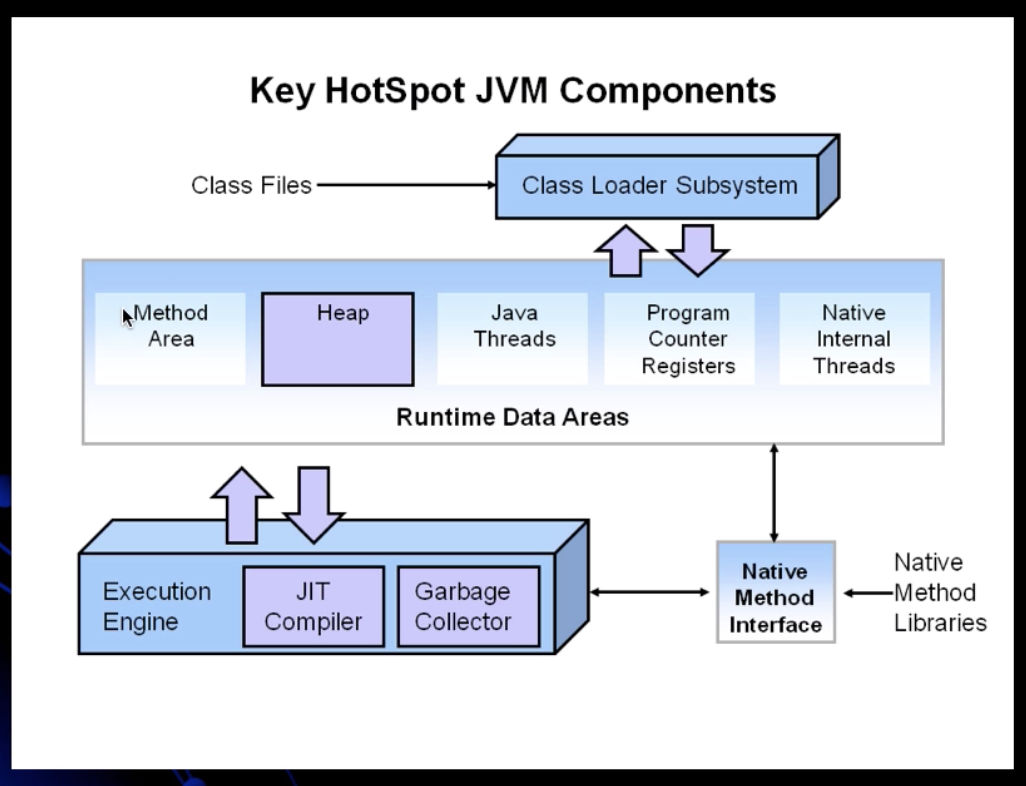 Key HotSpot JVM Components
Class Files
Class Loader Subsystem
Method
Area
Heap
Java
Threads
Program
Counter
Registers
Native
Internal
Threads
Runtime Data Areas
Execution
Engine
JIT
Compiler
Garbage
Collector
Native
Method
Interface
Native
Method
Libraries